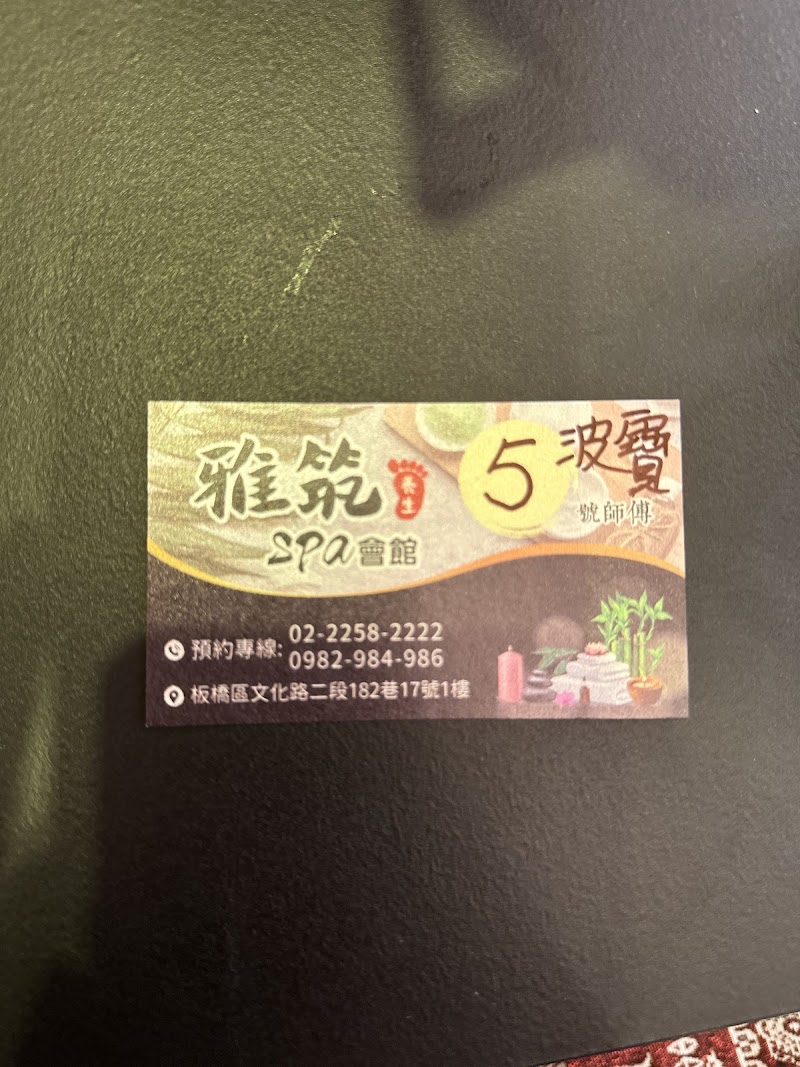 雅筑
養生
spa會館
5 波寶
號師傅
預約專線:
02-2258-2222
0982-984-986
板橋區文化路二段182巷17號1樓